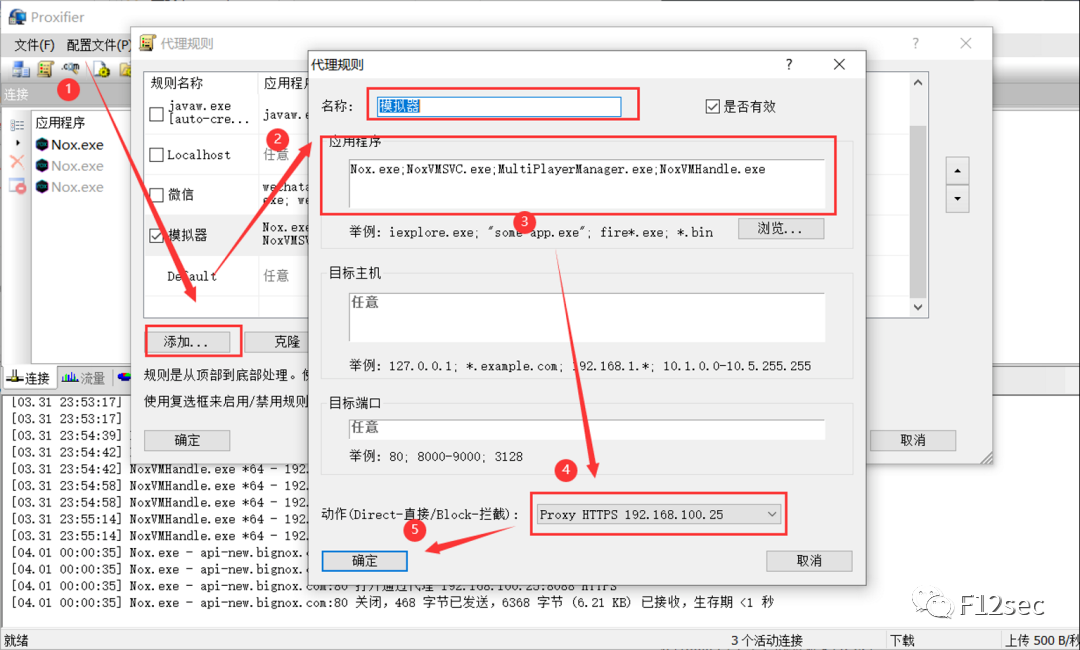 Proxifier
文件(F) 配置文件(P)
代理规则
?
连接
1
应用程序
Nox.exe
Nox.exe
Nox.exe
规则名称
应用程序
javaw.exe
[auto-cre...
javaw.e
Localhost
任意
微信
wechata
exe; we
模拟器
Nox.exe
NoxVMSV
Default
任意
2
添加...
克隆
规则是从顶部到底部处理。
使用复选框来启用/禁用规则
确定
取消
代理规则
?
名称:
模拟器
是否有效
应用程序
Nox.exe;NoxVMSVC.exe;MultiPlayerManager.exe;NoxVMHandle.exe
3
举例: iexplore.exe; "some app.exe"; fire*.exe; *.bin
浏览...
目标主机
任意
举例: 127.0.0.1; *.example.com; 192.168.1.*; 10.1.0.0-10.5.255.255
目标端口
任意
举例: 80; 8000-9000; 3128
4
动作(Direct-直接/Block-拦截):
Proxy HTTPS 192.168.100.25
5
确定
取消
连接 流量
[03.31 23:53:17]
[03.31 23:53:17]
[03.31 23:54:39]
[03.31 23:54:42]
[03.31 23:54:42] NoxVMHandle.exe *64 - 192.
[03.31 23:54:58] NoxVMHandle.exe *64 - 192.
[03.31 23:54:58] NoxVMHandle.exe *64 - 192.
[03.31 23:55:14] NoxVMHandle.exe *64 - 192.
[03.31 23:55:14] NoxVMHandle.exe *64 - 192.
[04.01 00:00:35] Nox.exe - api-new.bignox.c
[04.01 00:00:35] Nox.exe - api-new.bignox.c
[04.01 00:00:35] Nox.exe - api-new.bignox.com:80 打开通过代理 192.168.100.25:8088 HTTPS
[04.01 00:00:35] Nox.exe - api-new.bignox.com:80 关闭，468 字节已发送，6368 字节 (6.21 KB) 已接收，生存期 <1 秒
F12sec
就绪
3 个活动连接
下载
上传 500 B/秒